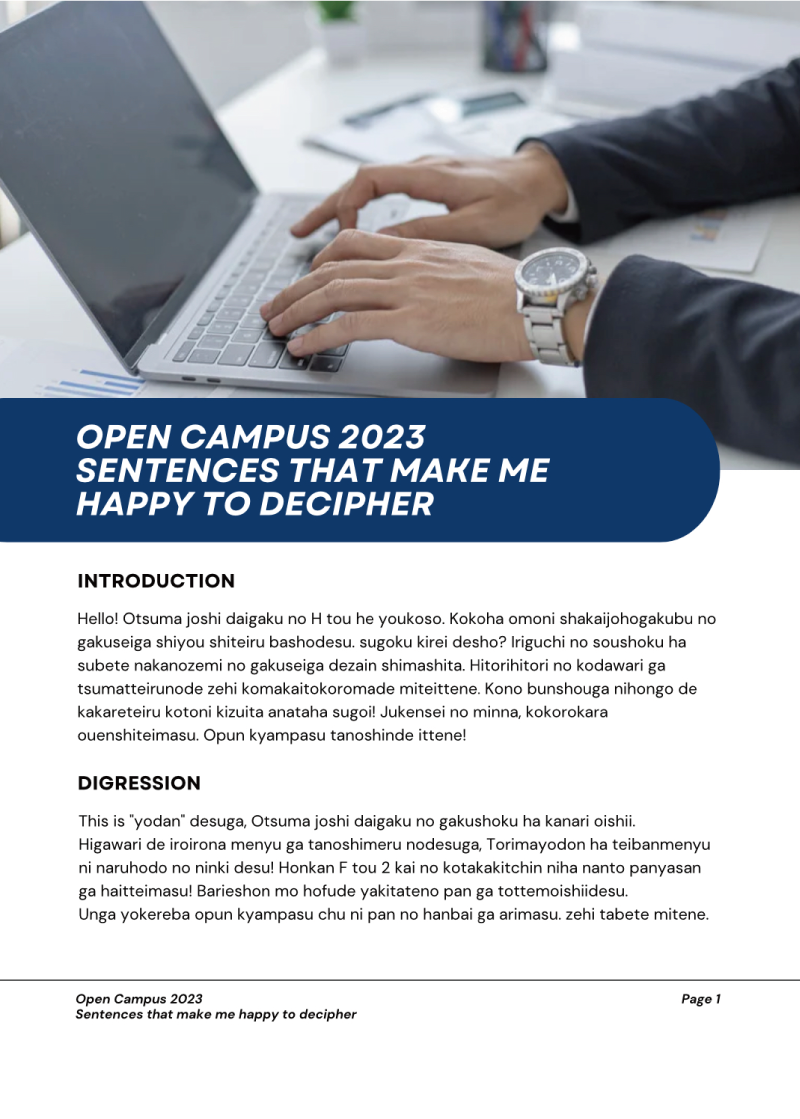 OPEN CAMPUS 2023
SENTENCES THAT MAKE ME
HAPPY TO DECIPHER
INTRODUCTION
Hello! Otsuma joshi daigaku no H tou he youkoso. Kokoha omoni shakaijohogakubu no
gakuseiga shiyou shiteiru bashodesu. sugoku kirei desho? Iriguchi no soushoku ha
subete nakanozemi no gakuseiga dezain shimashita. Hitorihitori no kodawari ga
tsumatteirunode zehi komakaitokoromade miteittene. Kono bunshouga nihongo de
kakareteiru kotoni kizuita anataha sugoi! Jukensei no minna, kokorokara
ouenshiteimasu. Opun kyampasu tanoshinde ittene!
DIGRESSION
This is "yodan" desuga, Otsuma joshi daigaku no gakushoku ha kanari oishii.
Higawari de iroirona menyu ga tanoshimeru nodesuga, Torimayodon ha teibanmenyu
ni naruhodo no ninki desu! Honkan F tou 2 kai no kotakakitchin niha nanto panyasan
ga haitteimasu! Barieshon mo hofude yakitateno pan ga tottemoishiidesu.
Unga yokereba opun kyampasu chu ni pan no hanbai ga arimasu. zehi tabete mitene.
Open Campus 2023
Sentences that make me happy to decipher
Page 1